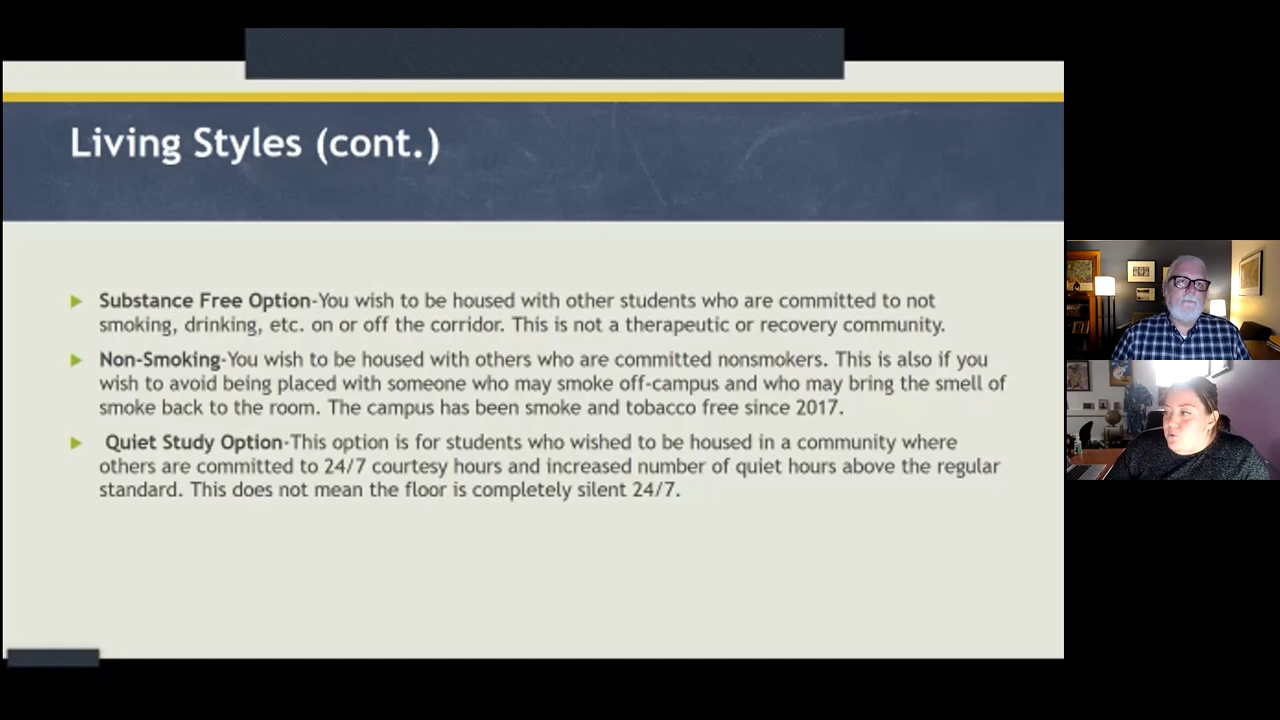 Living Styles (cont.)
Substance Free Option-You wish to be housed with other students who are committed to not
smoking, drinking, etc. on or off the corridor. This is not a therapeutic or recovery community.
Non-Smoking-You wish to be housed with others who are committed nonsmokers. This is also if you
wish to avoid being placed with someone who may smoke off-campus and who may bring the smell of
smoke back to the room. The campus has been smoke and tobacco free since 2017.
Quiet Study Option-This option is for students who wished to be housed in a community where
others are committed to 24/7 courtesy hours and increased number of quiet hours above the regular
standard. This does not mean the floor is completely silent 24/7.